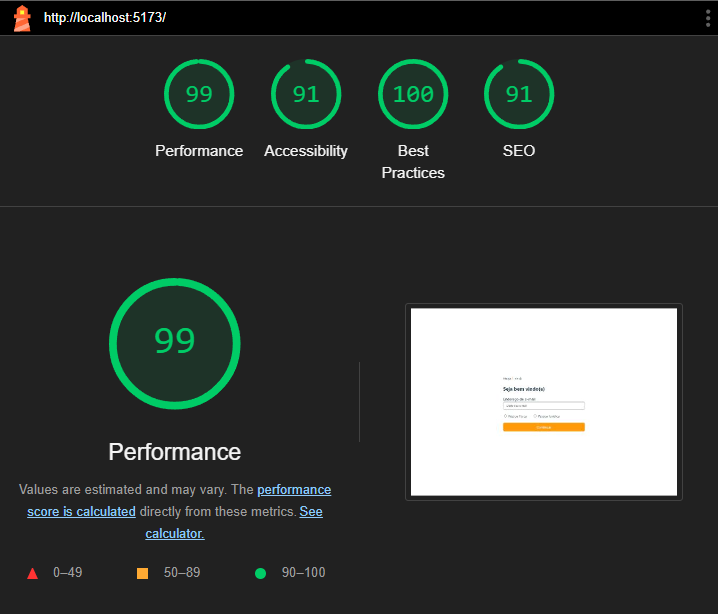 http://localhost:5173/
99
91
100
91
Performance
Accessibility
Best
Practices
SEO
99
Performance
Values are estimated and may vary. The performance
score is calculated directly from these metrics. See
calculator.
0–49
50–89
90–100
Seja bem vindo(a)